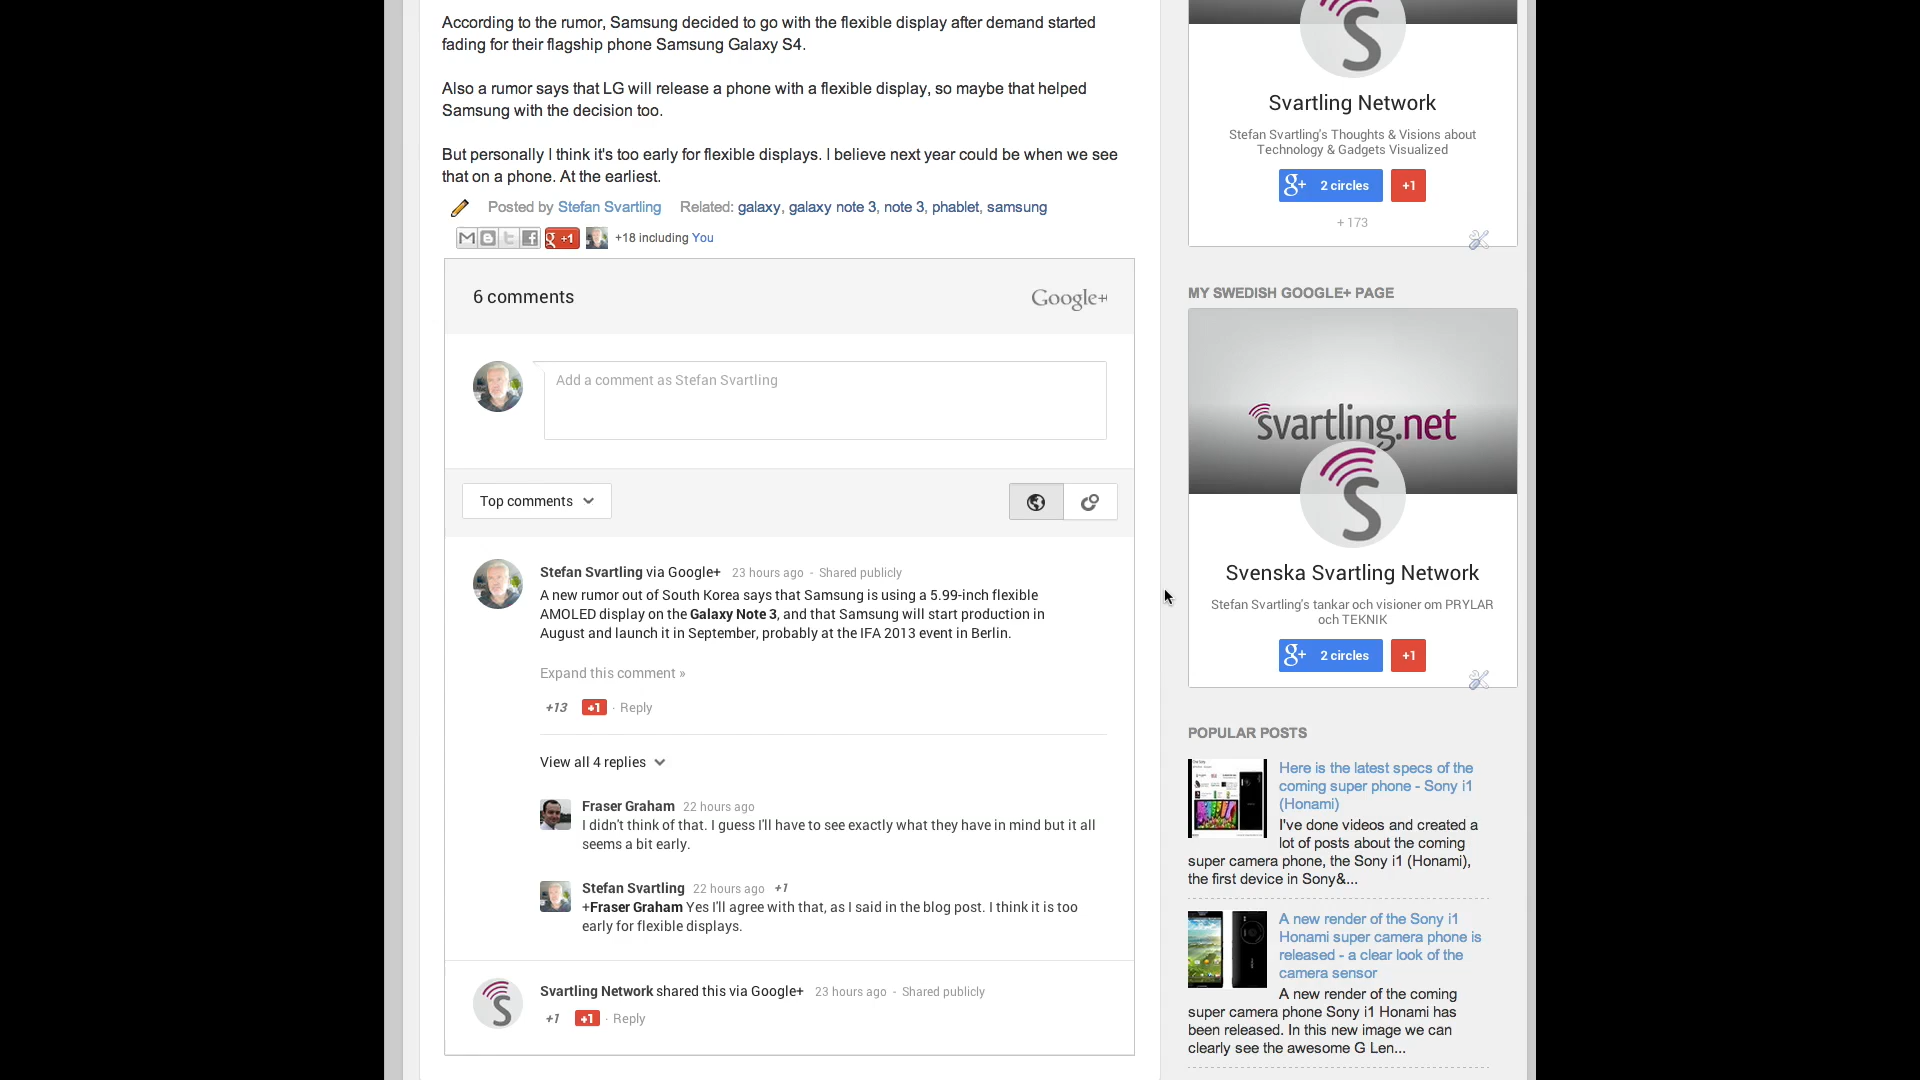 According to the rumor, Samsung decided to go with the flexible display after demand started
fading for their flagship phone Samsung Galaxy S4.
Also a rumor says that LG will release a phone with a flexible display, so maybe that helped
Samsung with the decision too.
But personally I think it's too early for flexible displays. I believe next year could be when we see
that on a phone. At the earliest.
Posted by Stefan Svartling Related: galaxy, galaxy note 3, note 3, phablet, samsung
g +1 +18 including You
6 comments
Google+
Add a comment as Stefan Svartling
Top comments
Stefan Svartling via Google+ 23 hours ago - Shared publicly
A new rumor out of South Korea says that Samsung is using a 5.99-inch flexible
AMOLED display on the Galaxy Note 3, and that Samsung will start production in
August and launch it in September, probably at the IFA 2013 event in Berlin.
Expand this comment »
+13 +1 · Reply
View all 4 replies
Fraser Graham 22 hours ago
I didn't think of that. I guess I'll have to see exactly what they have in mind but it all
seems a bit early.
Stefan Svartling 22 hours ago +1
+Fraser Graham Yes I'll agree with that, as I said in the blog post. I think it is too
early for flexible displays.
Svartling Network shared this via Google+ 23 hours ago - Shared publicly
+1 +1 · Reply
S
Svartling Network
Stefan Svartling's Thoughts & Visions about
Technology & Gadgets Visualized
g+ 2 circles +1
+ 173
MY SWEDISH GOOGLE+ PAGE
svartling.net
S
Svenska Svartling Network
Stefan Svartling's tankar och visioner om PRYLAR
och TEKNIK
g+ 2 circles +1
POPULAR POSTS
Here is the latest specs of the
coming super phone - Sony i1
(Honami)
I've done videos and created a
lot of posts about the coming
super camera phone, the Sony i1 (Honami),
the first device in Sony&...
A new render of the Sony i1
Honami super camera phone is
released - a clear look of the
camera sensor
A new render of the coming
super camera phone Sony i1 Honami has
been released. In this new image we can
clearly see the awesome G Len...